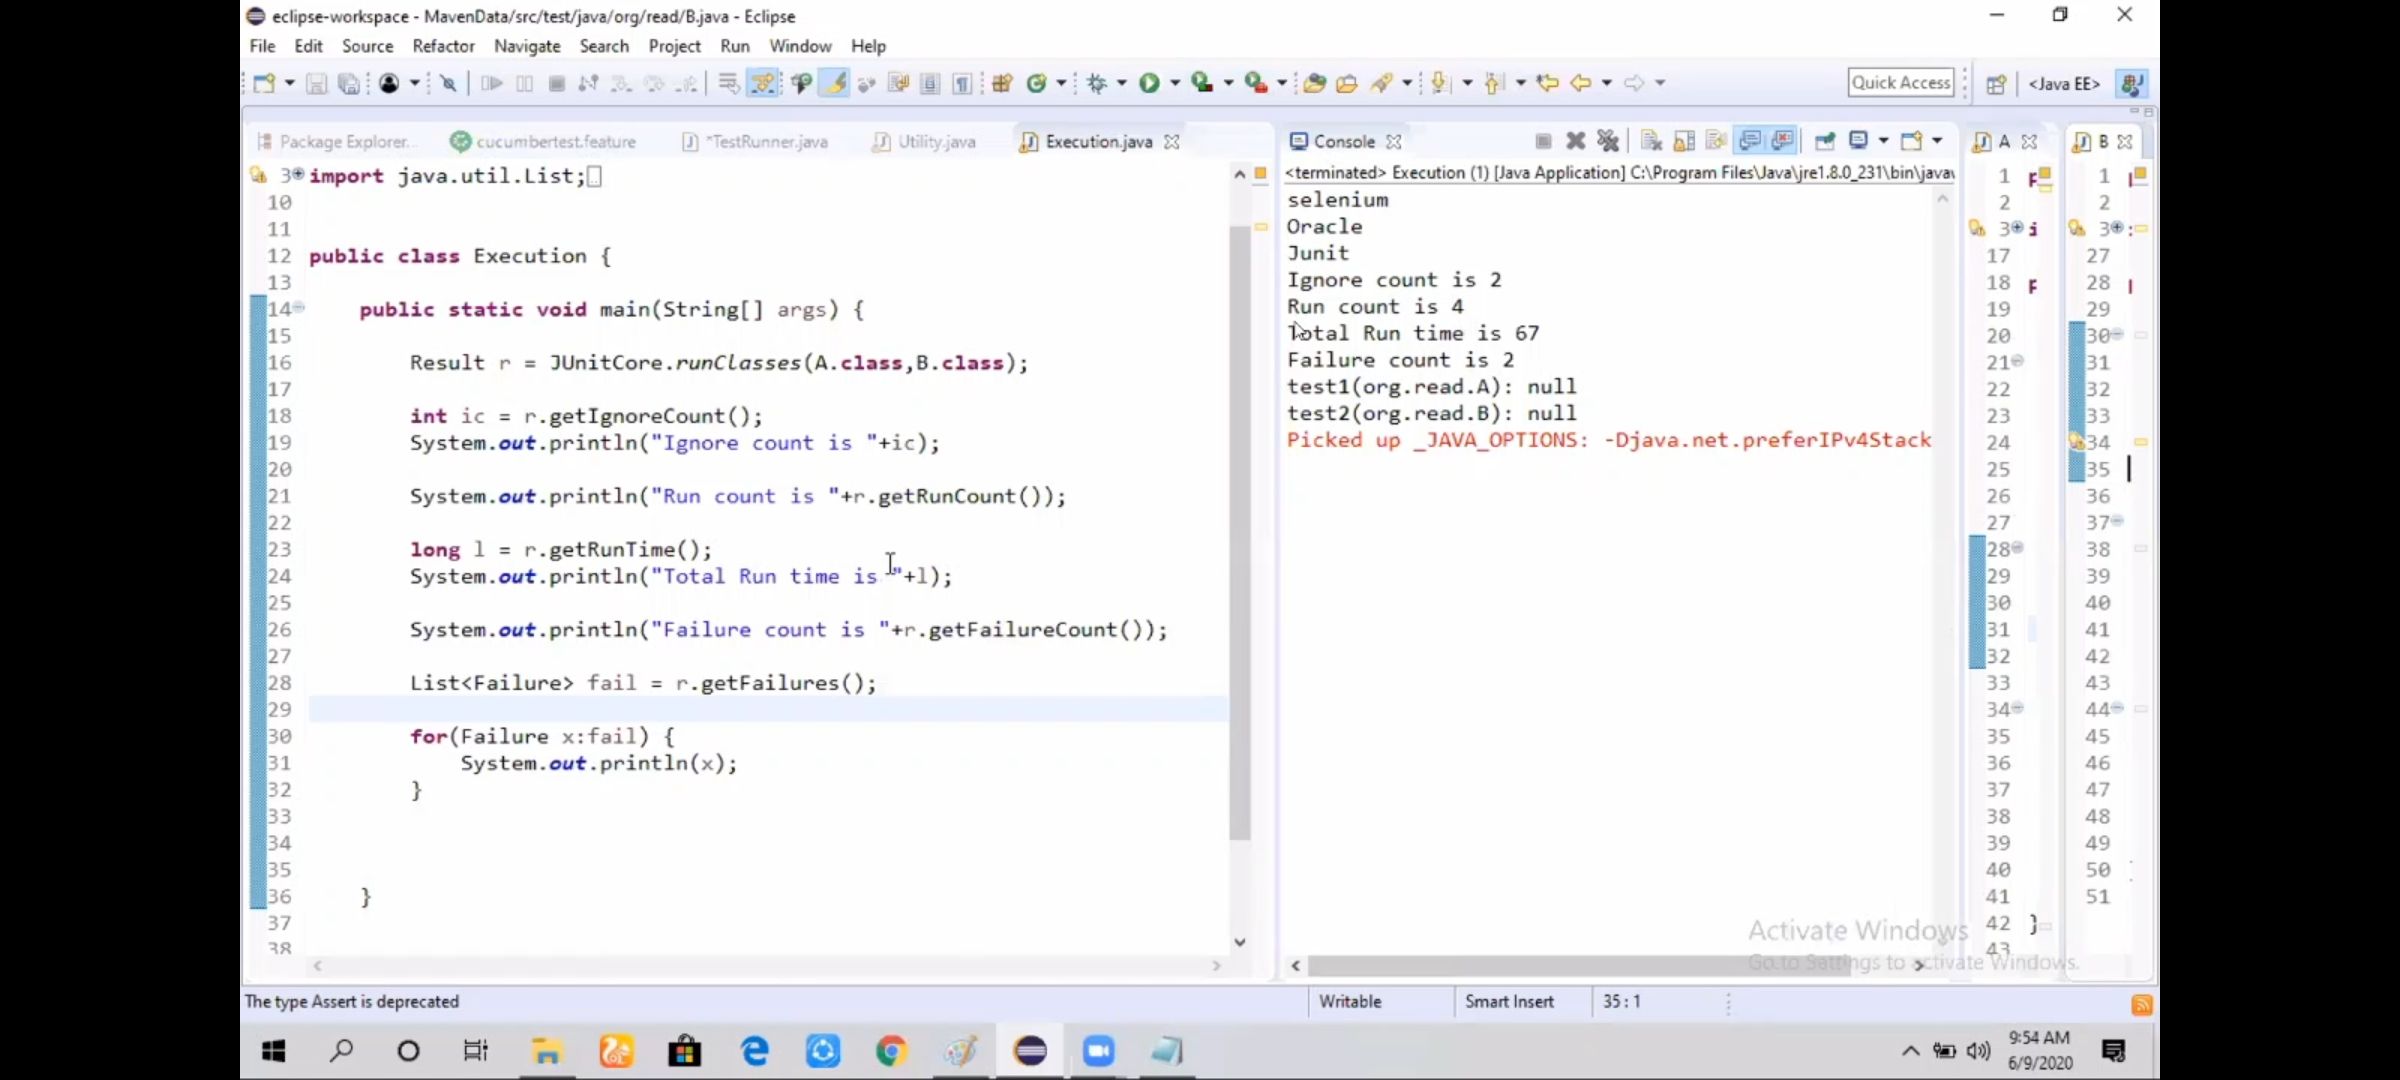 eclipse-workspace - MavenData/src/test/java/org/read/B.java - Eclipse
File Edit Source Refactor Navigate Search Project Run Window Help
Quick Access <Java EE>
Package Explorer... cucumbertest.feature *TestRunner.java Utility.java Execution.java
3 import java.util.List;
10
11
12 public class Execution {
13
14 public static void main(String[] args) {
15
16 Result r = JUnitCore.runClasses(A.class,B.class);
17
18 int ic = r.getIgnoreCount();
19 System.out.println("Ignore count is "+ic);
20
21 System.out.println("Run count is "+r.getRunCount());
22
23 long l = r.getRunTime();
24 System.out.println("Total Run time is "+l);
25
26 System.out.println("Failure count is "+r.getFailureCount());
27
28 List<Failure> fail = r.getFailures();
29
30 for(Failure x:fail) {
31 System.out.println(x);
32 }
33
34
35
36 }
37
38
Console
<terminated> Execution (1) [Java Application] C:\Program Files\Java\jre1.8.0_231\bin\javaw
selenium
Oracle
Junit
Ignore count is 2
Run count is 4
Total Run time is 67
Failure count is 2
test1(org.read.A): null
test2(org.read.B): null
Picked up _JAVA_OPTIONS: -Djava.net.preferIPv4Stack
A
1
2
3 i
17
18
19
20
21
22
23
24
25
26
27
28
29
30
31
32
33
34
35
36
37
38
39
40
41
42 }
43
B
1
2
3
27
28
29
30
31
32
33
34
35
36
37
38
39
40
41
42
43
44
45
46
47
48
49
50
51
Activate Windows
Go to Settings to activate Windows.
The type Assert is deprecated Writable Smart Insert 35 : 1
9:54 AM
6/9/2020